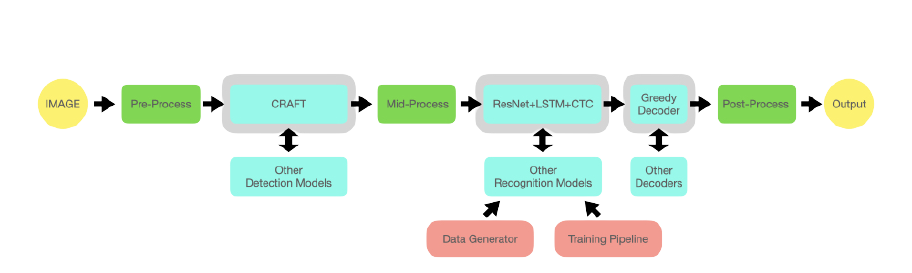 IMAGE
Pre-Process
CRAFT
Mid-Process
ResNet+LSTM+CTC
Greedy
Decoder
Post-Process
Output
Other
Detection Models
Other
Recognition Models
Other
Decoders
Data Generator
Training Pipeline